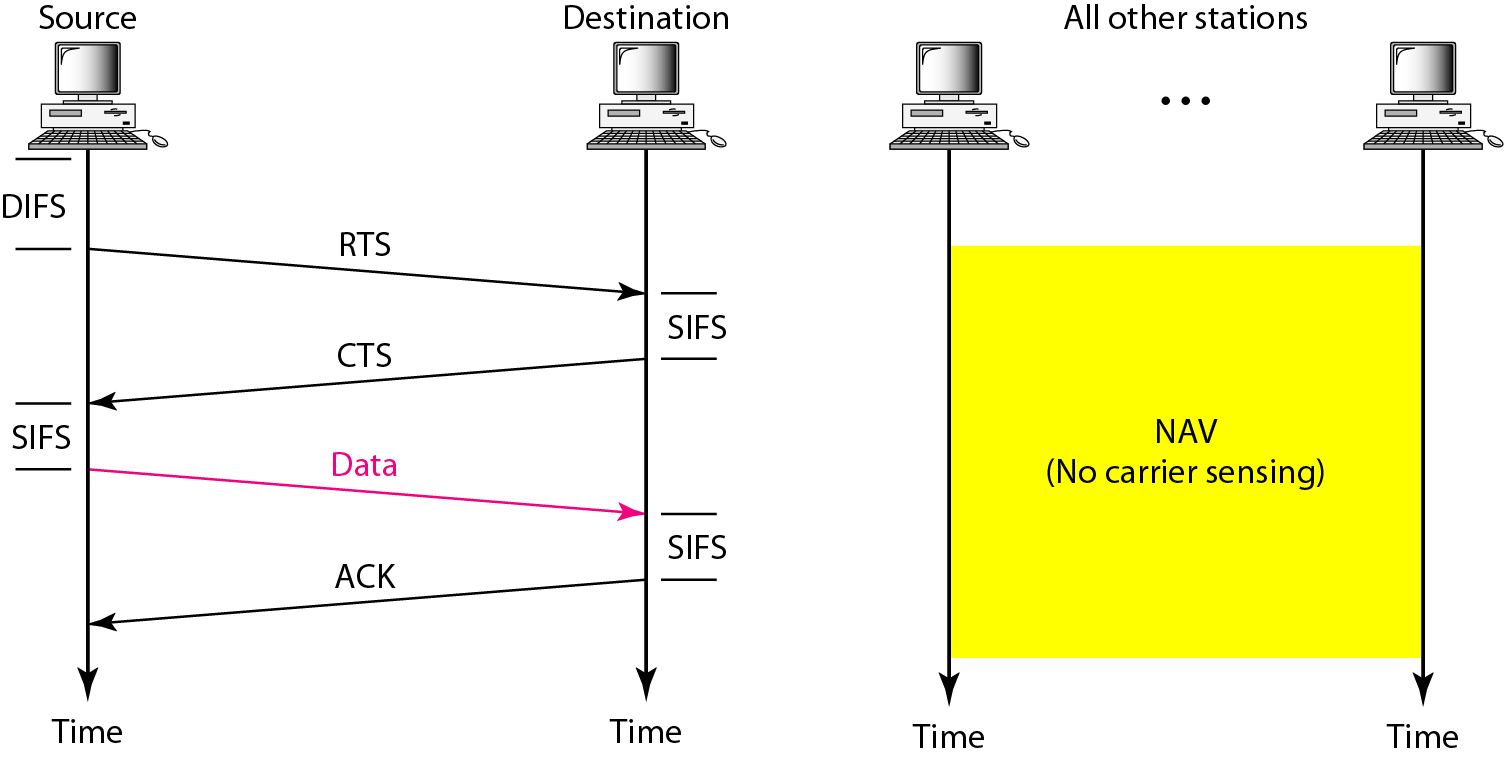 Source
Destination
All other stations
...
DIFS
RTS
SIFS
CTS
SIFS
Data
SIFS
ACK
NAV
(No carrier sensing)
Time
Time
Time
Time